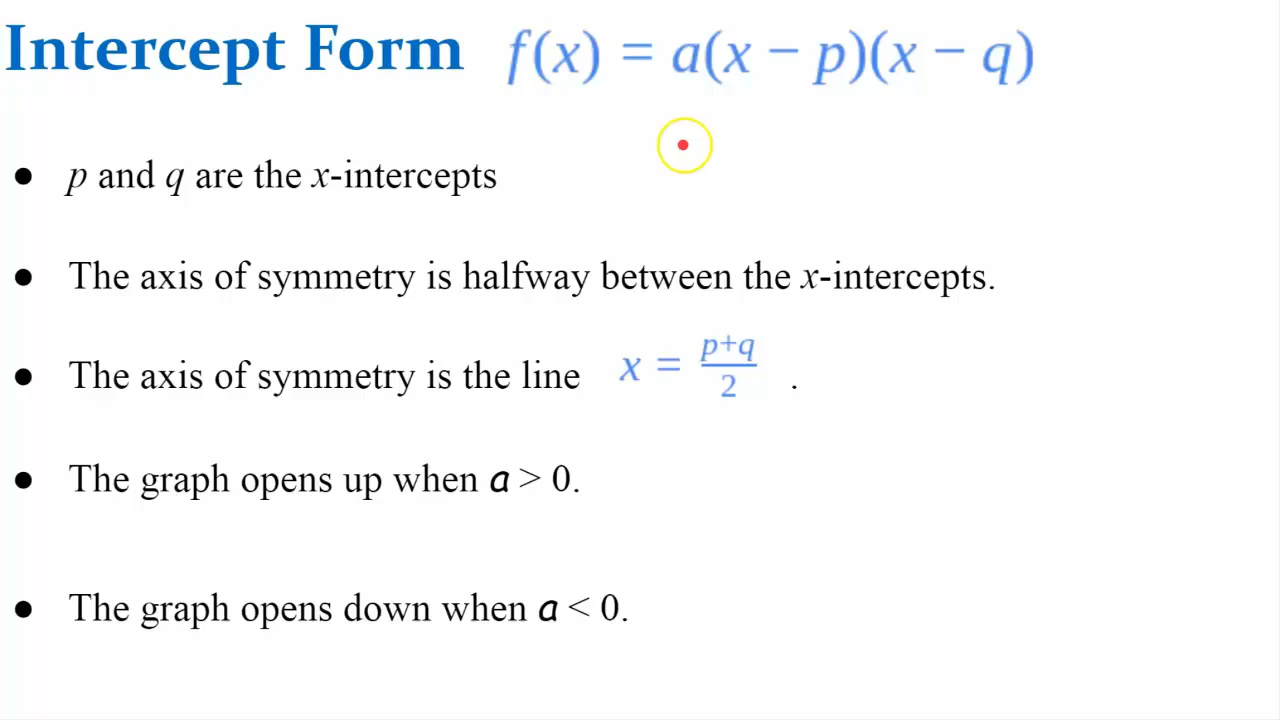 Intercept Form f(x) = a(x − p)(x − q)
● p and q are the x-intercepts
● The axis of symmetry is halfway between the x-intercepts.
● The axis of symmetry is the line x = \frac{p+q}{2} .
● The graph opens up when a > 0.
● The graph opens down when a < 0.